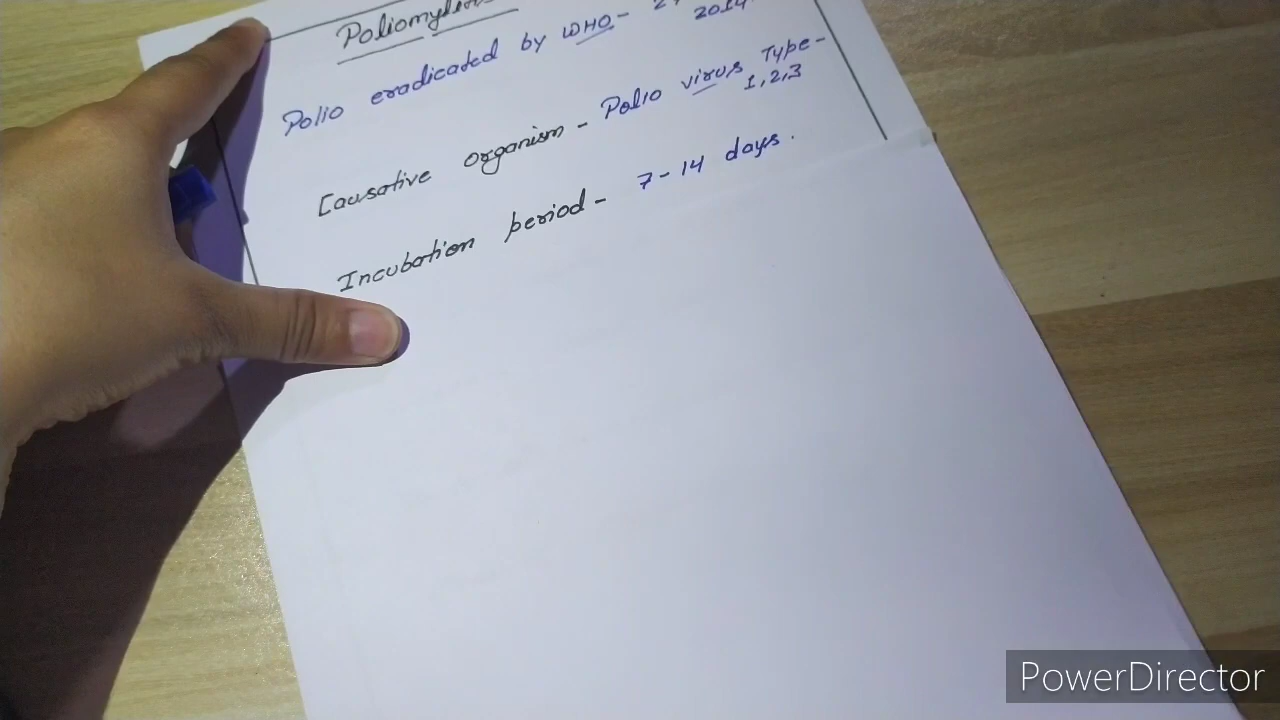 Polio eradicated by WHO -
2014
Causative organism - Polio virus Type -
1, 2, 3
Incubation period - 7-14 days.
PowerDirector